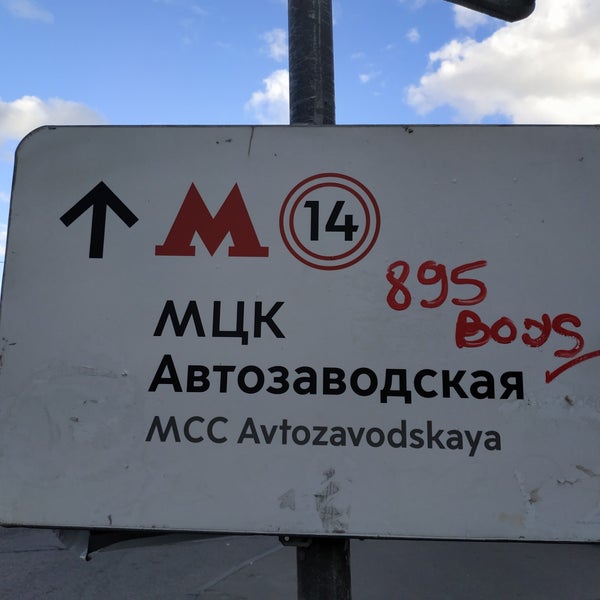 М 14
895
BOYS
МЦК
Автозаводская
MCC Avtozavodskaya